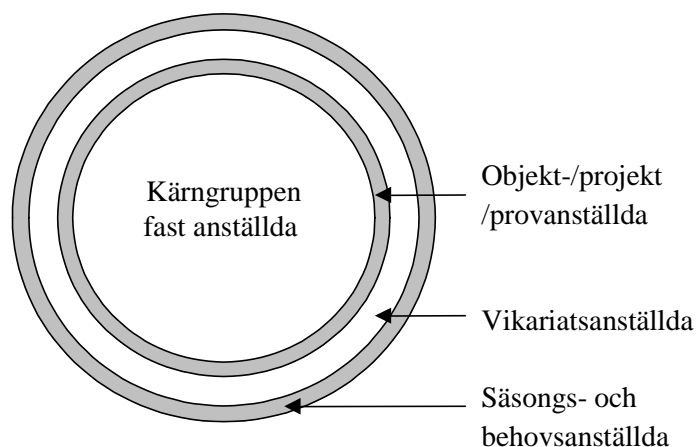 Kärngruppen
fast anställda
Objekt-/projekt
/provanställda
Vikariatsanställda
Säsongs- och
behovsanställda